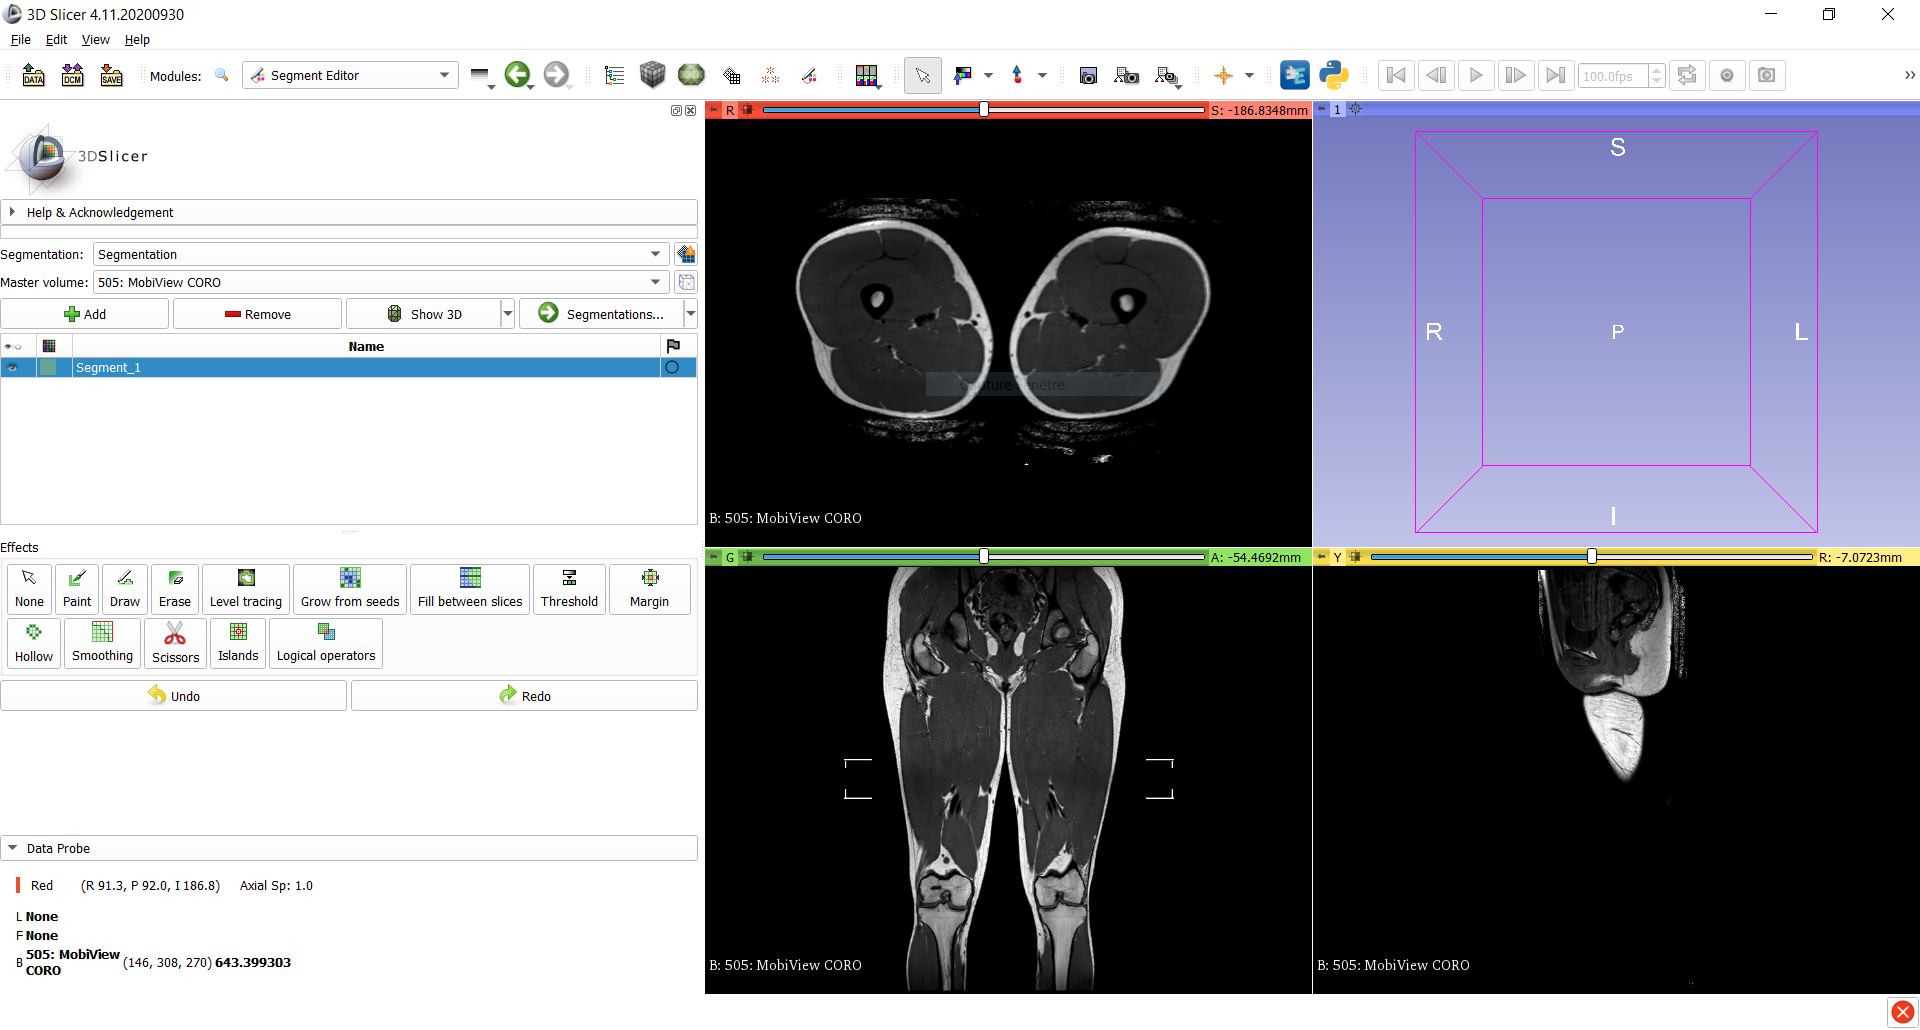 3D Slicer 4.11.20200930
File Edit View Help
DATA DCM SAVE Modules: Segment Editor 100.0fps
3DSlicer
Help & Acknowledgement
Segmentation: Segmentation
Master volume: 505: MobiView CORO
Add Remove Show 3D Segmentations...
Name
Segment_1
Effects
None Paint Draw Erase Level tracing Grow from seeds Fill between slices Threshold Margin
Hollow Smoothing Scissors Islands Logical operators
Undo Redo
Data Probe
Red (R 91.3, P 92.0, I 186.8) Axial Sp: 1.0
L None
F None
B 505: MobiView CORO (146, 308, 270) 643.399303
R S: -186.8348mm
Capture Fenêtre
B: 505: MobiView CORO
1
S
R P L
I
G A: -54.4692mm
B: 505: MobiView CORO
Y R: -7.0723mm
B: 505: MobiView CORO